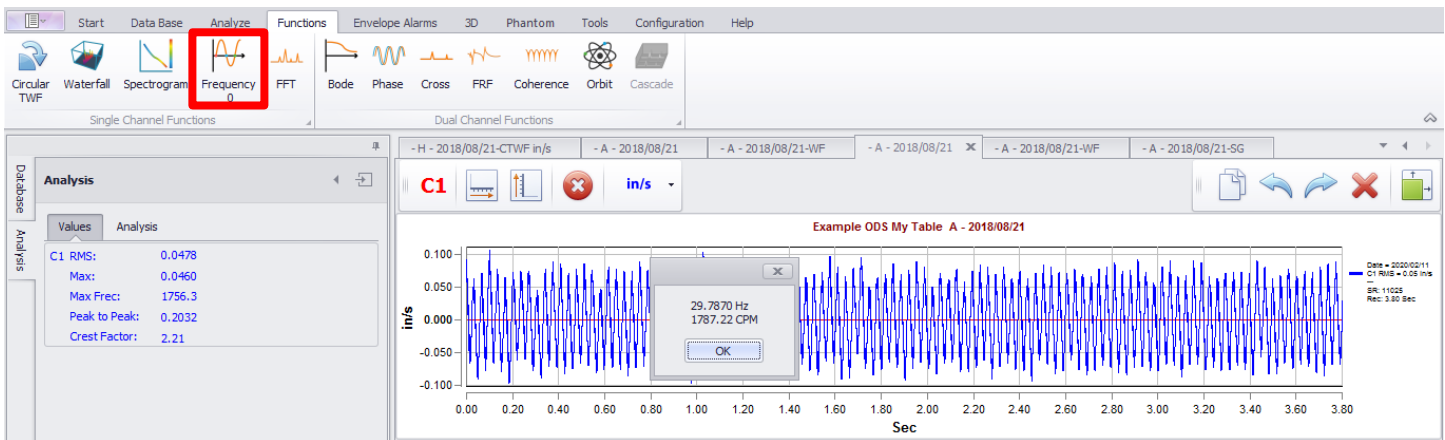 Start Data Base Analyze Functions Envelope Alarms 3D Phantom Tools Configuration Help
Circular TWF
Waterfall
Spectrogram
Frequency 0
FFT
Bode
Phase
Cross
FRF
Coherence
Orbit
Cascade
Single Channel Functions
Dual Channel Functions
Database
Analysis
Analysis
Values Analysis
C1 RMS: 0.0478
Max: 0.0460
Max Frec: 1756.3
Peak to Peak: 0.2032
Crest Factor: 2.21
- H - 2018/08/21-CTWF in/s
- A - 2018/08/21
- A - 2018/08/21-WF
- A - 2018/08/21
- A - 2018/08/21-WF
- A - 2018/08/21-SG
C1
in/s
Example ODS My Table A - 2018/08/21
in/s
0.100
0.050
0.000
-0.050
-0.100
29.7870 Hz
1787.22 CPM
OK
Date = 2020/02/11
C1 RMS = 0.05 in/s
---
SR: 11025
Rec: 3.80 Sec
0.00 0.20 0.40 0.60 0.80 1.00 1.20 1.40 1.60 1.80 2.00 2.20 2.40 2.60 2.80 3.00 3.20 3.40 3.60 3.80
Sec